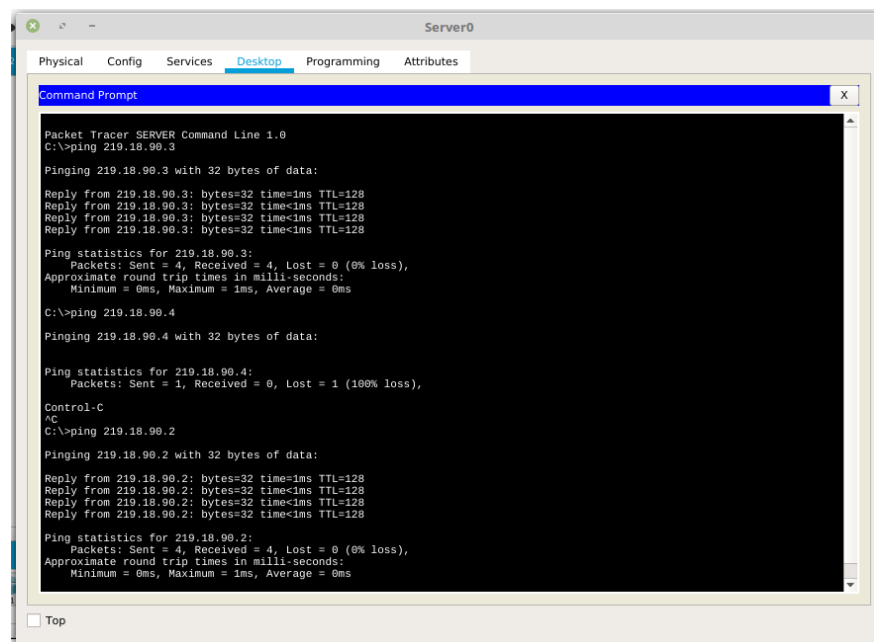 Server0
Physical Config Services Desktop Programming Attributes
Command Prompt X
Packet Tracer SERVER Command Line 1.0
C:\>ping 219.18.90.3
Pinging 219.18.90.3 with 32 bytes of data:
Reply from 219.18.90.3: bytes=32 time=1ms TTL=128
Reply from 219.18.90.3: bytes=32 time<1ms TTL=128
Reply from 219.18.90.3: bytes=32 time<1ms TTL=128
Reply from 219.18.90.3: bytes=32 time<1ms TTL=128
Ping statistics for 219.18.90.3:
Packets: Sent = 4, Received = 4, Lost = 0 (0% loss),
Approximate round trip times in milli-seconds:
Minimum = 0ms, Maximum = 1ms, Average = 0ms
C:\>ping 219.18.90.4
Pinging 219.18.90.4 with 32 bytes of data:
Ping statistics for 219.18.90.4:
Packets: Sent = 1, Received = 0, Lost = 1 (100% loss),
Control-C
^C
C:\>ping 219.18.90.2
Pinging 219.18.90.2 with 32 bytes of data:
Reply from 219.18.90.2: bytes=32 time=1ms TTL=128
Reply from 219.18.90.2: bytes=32 time<1ms TTL=128
Reply from 219.18.90.2: bytes=32 time<1ms TTL=128
Reply from 219.18.90.2: bytes=32 time<1ms TTL=128
Ping statistics for 219.18.90.2:
Packets: Sent = 4, Received = 4, Lost = 0 (0% loss),
Approximate round trip times in milli-seconds:
Minimum = 0ms, Maximum = 1ms, Average = 0ms
Top